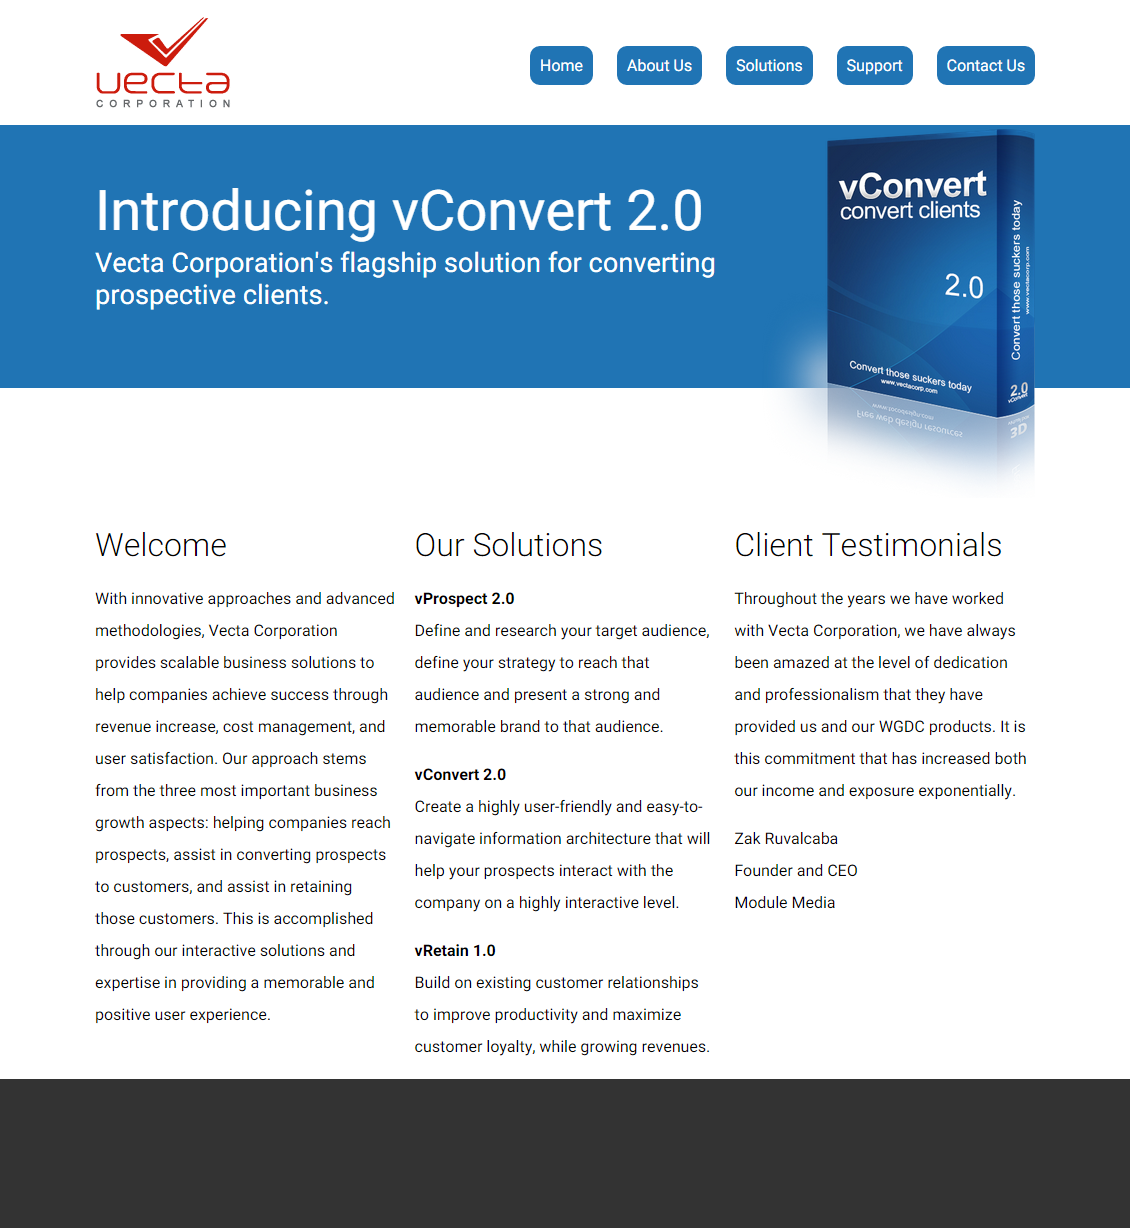 vecta
CORPORATION
Home
About Us
Solutions
Support
Contact Us
Introducing vConvert 2.0
Vecta Corporation's flagship solution for converting
prospective clients.
vConvert
convert clients
2.0
Convert those suckers today
www.vectacorp.com
Convert those suckers today
www.vectacorp.com
2.0
vConvert
3D
Welcome
With innovative approaches and advanced
methodologies, Vecta Corporation
provides scalable business solutions to
help companies achieve success through
revenue increase, cost management, and
user satisfaction. Our approach stems
from the three most important business
growth aspects: helping companies reach
prospects, assist in converting prospects
to customers, and assist in retaining
those customers. This is accomplished
through our interactive solutions and
expertise in providing a memorable and
positive user experience.
Our Solutions
vProspect 2.0
Define and research your target audience,
define your strategy to reach that
audience and present a strong and
memorable brand to that audience.
vConvert 2.0
Create a highly user-friendly and easy-to-
navigate information architecture that will
help your prospects interact with the
company on a highly interactive level.
vRetain 1.0
Build on existing customer relationships
to improve productivity and maximize
customer loyalty, while growing revenues.
Client Testimonials
Throughout the years we have worked
with Vecta Corporation, we have always
been amazed at the level of dedication
and professionalism that they have
provided us and our WGDC products. It is
this commitment that has increased both
our income and exposure exponentially.
Zak Ruvalcaba
Founder and CEO
Module Media